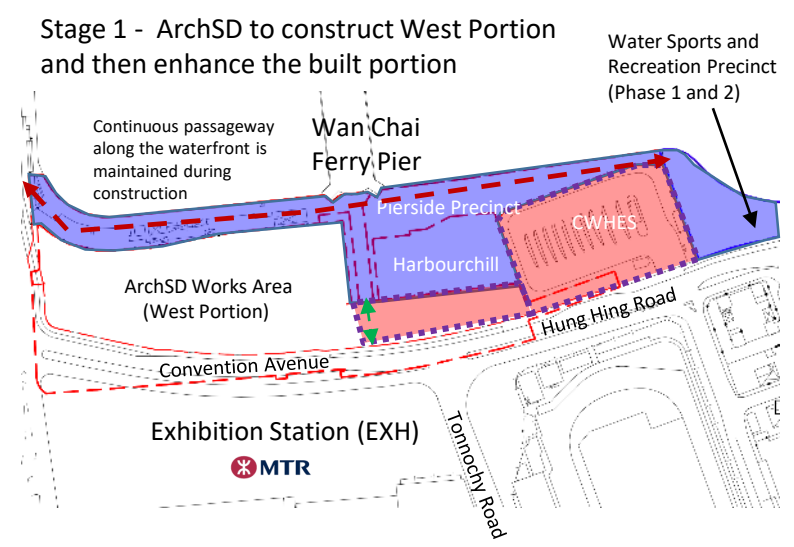 Stage 1 - ArchSD to construct West Portion
and then enhance the built portion
Water Sports and
Recreation Precinct
(Phase 1 and 2)
Continuous passageway
along the waterfront is
maintained during
construction
Wan Chai
Ferry Pier
Pierside Precinct
CWHES
Harbourchill
ArchSD Works Area
(West Portion)
Hung Hing Road
Convention Avenue
Exhibition Station (EXH)
MTR
Tonnochy Road